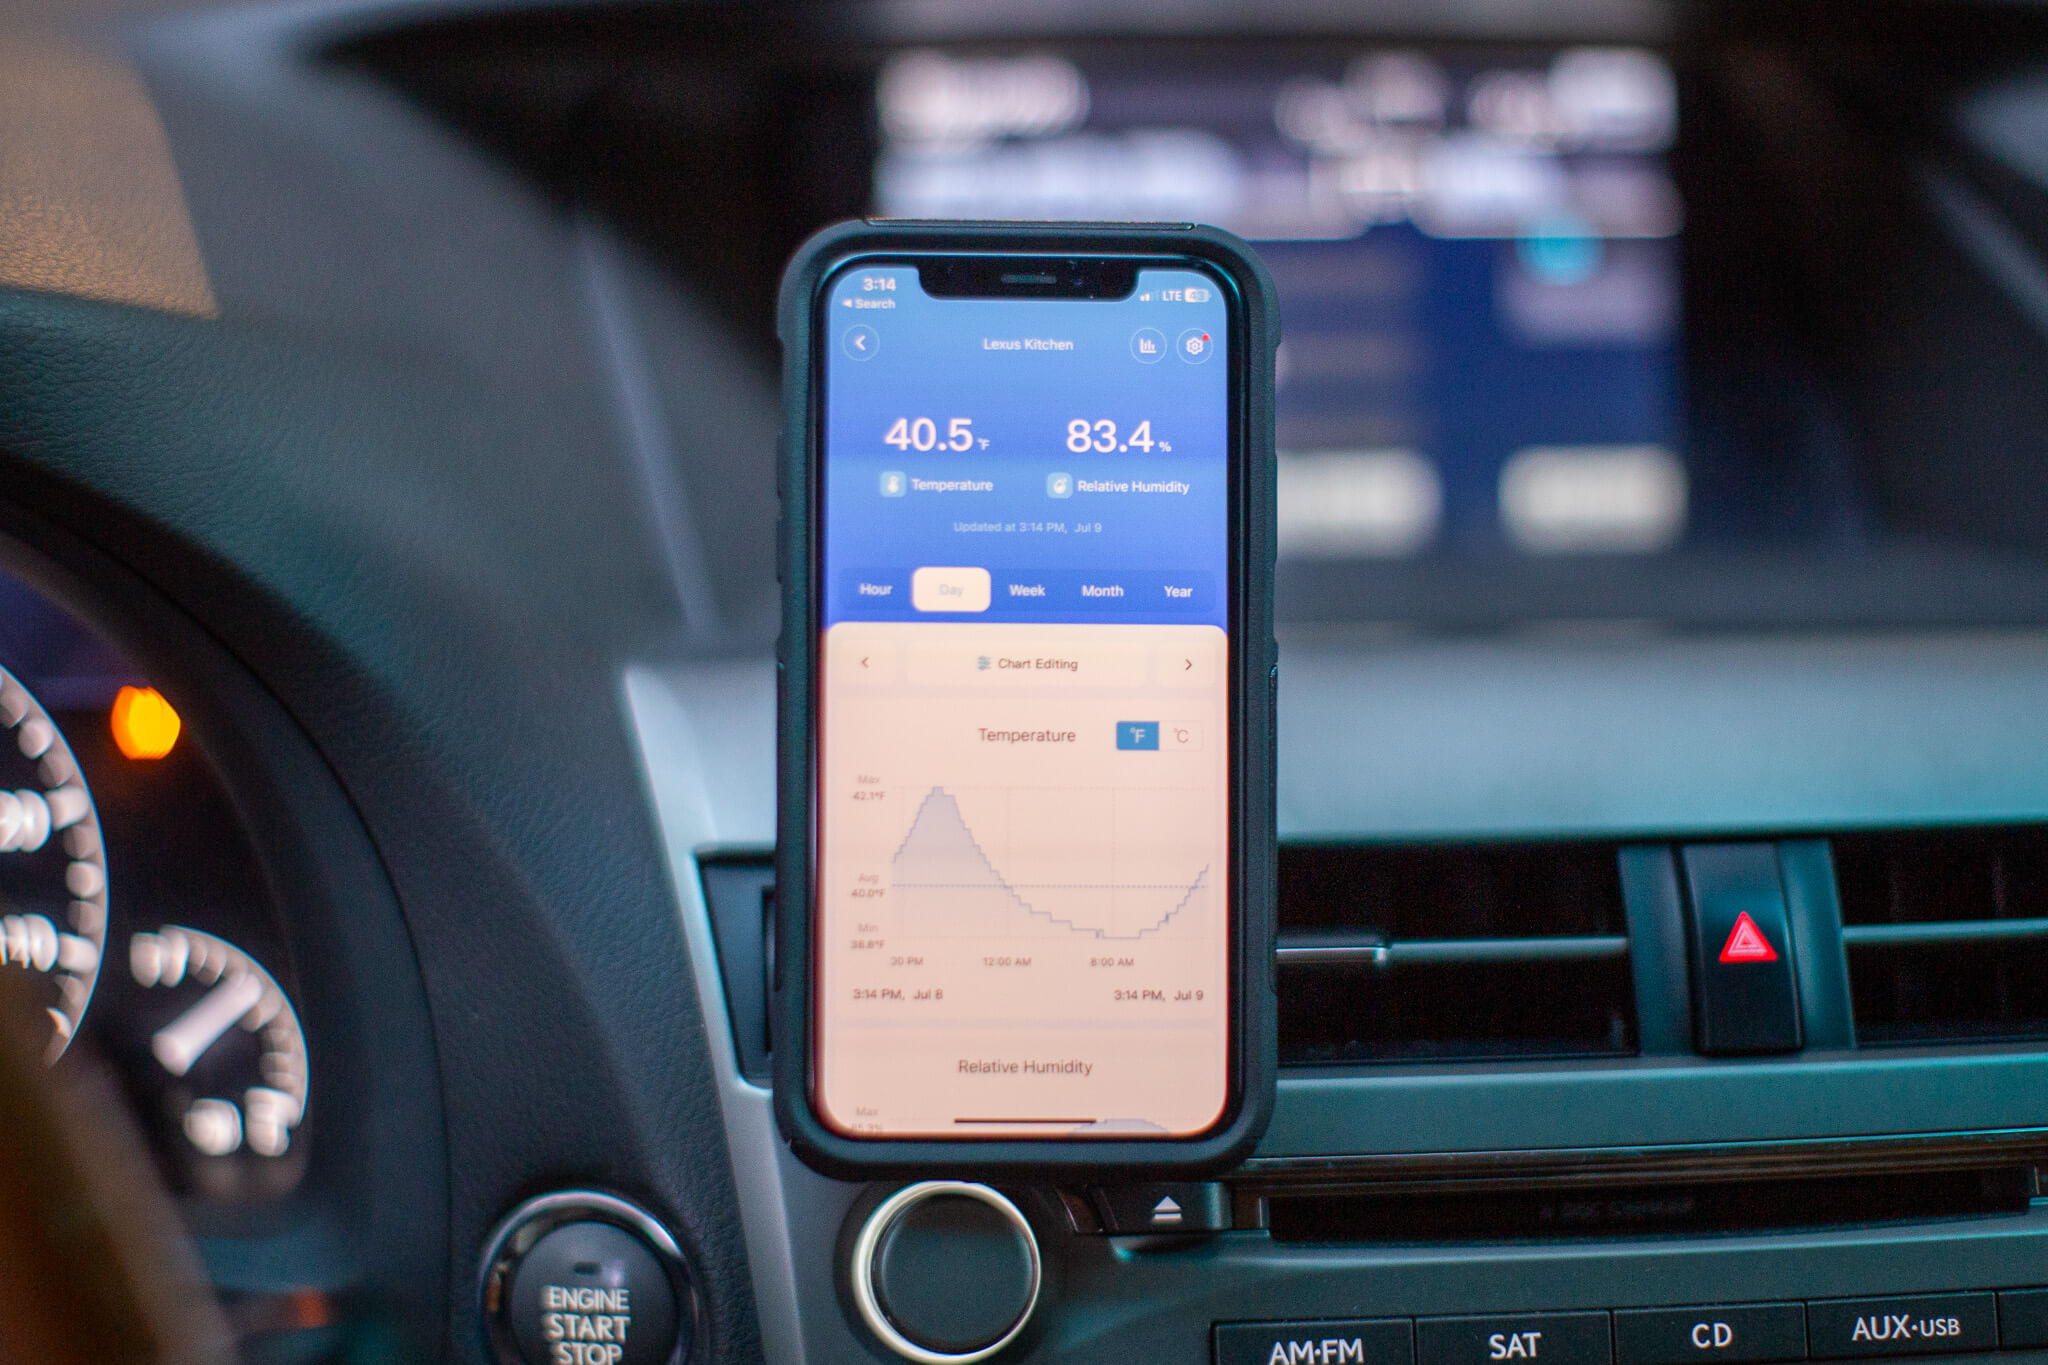 3:14
LTE 43
◀ Search
Lexus Kitchen
40.5 °F
83.4 %
Temperature
Relative Humidity
Updated at 3:14 PM, Jul 9
Hour Day Week Month Year
Chart Editing
Temperature
°F °C
Max
42.1°F
Avg
40.0°F
Min
38.8°F
30 PM 12:00 AM 8:00 AM
3:14 PM, Jul 8 3:14 PM, Jul 9
Relative Humidity
Max
ENGINE
START
STOP
AM·FM SAT CD AUX·USB